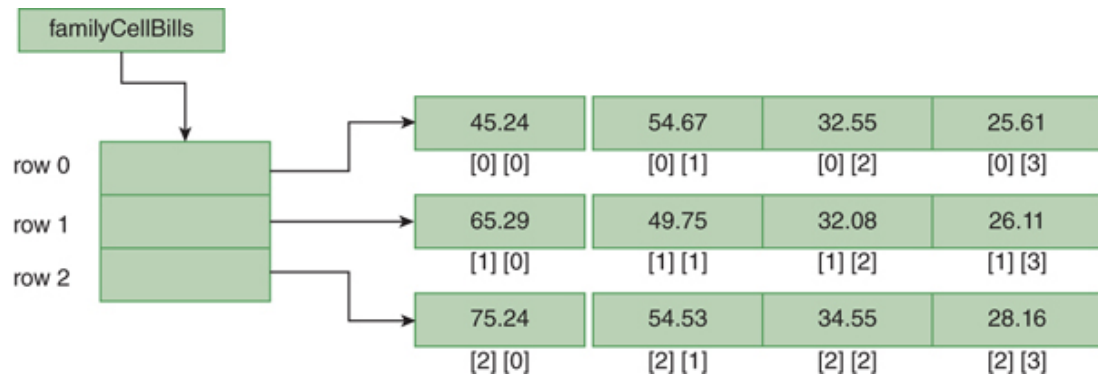 familyCellBills
45.24 54.67 32.55 25.61
row 0 [0] [0] [0] [1] [0] [2] [0] [3]
65.29 49.75 32.08 26.11
row 1 [1] [0] [1] [1] [1] [2] [1] [3]
row 2
75.24 54.53 34.55 28.16
[2] [0] [2] [1] [2] [2] [2] [3]